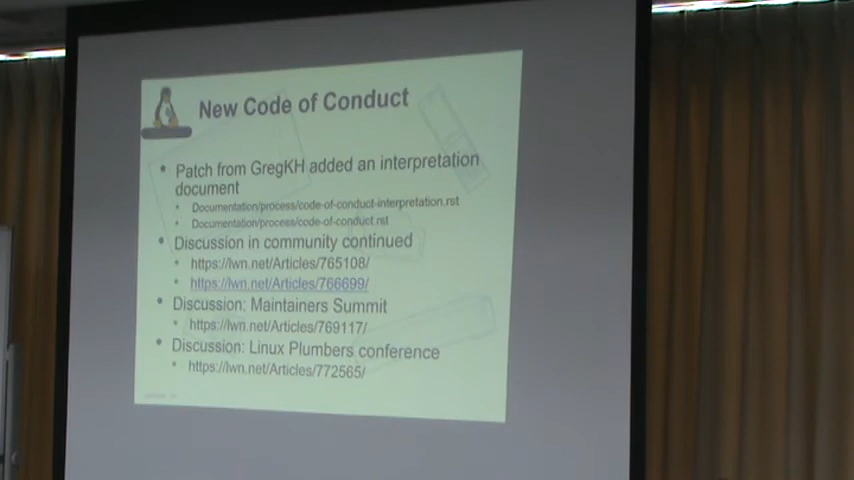 New Code of Conduct
• Patch from GregKH added an interpretation
document
• Documentation/process/code-of-conduct-interpretation.rst
• Documentation/process/code-of-conduct.rst
• Discussion in community continued
• https://lwn.net/Articles/765108/
• https://lwn.net/Articles/766699/
• Discussion: Maintainers Summit
• https://lwn.net/Articles/769117/
• Discussion: Linux Plumbers conference
• https://lwn.net/Articles/772565/